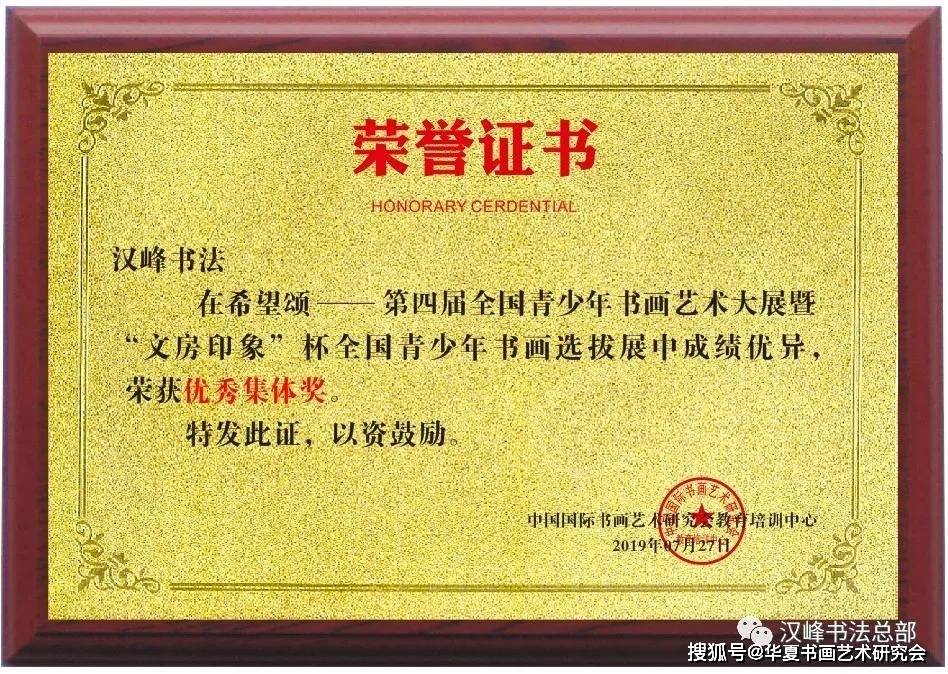 荣誉证书
HONORARY CERDENTIAL
汉峰书法
在希望颂——第四届全国青少年书画艺术大展暨
“文房印象”杯全国青少年书画选拔展中成绩优异，
荣获优秀集体奖。
特发此证，以资鼓励。
中国国际书画艺术研究会教育培训中心
2019年07月27日
汉峰书法总部
搜狐号@华夏书画艺术研究会